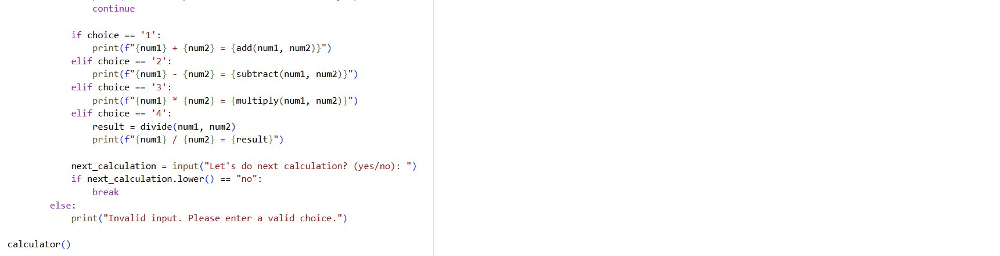 continue
if choice == '1':
print(f"{num1} + {num2} = {add(num1, num2)}")
elif choice == '2':
print(f"{num1} - {num2} = {subtract(num1, num2)}")
elif choice == '3':
print(f"{num1} * {num2} = {multiply(num1, num2)}")
elif choice == '4':
result = divide(num1, num2)
print(f"{num1} / {num2} = {result}")
next_calculation = input("Let's do next calculation? (yes/no): ")
if next_calculation.lower() == "no":
break
else:
print("Invalid input. Please enter a valid choice.")
calculator()